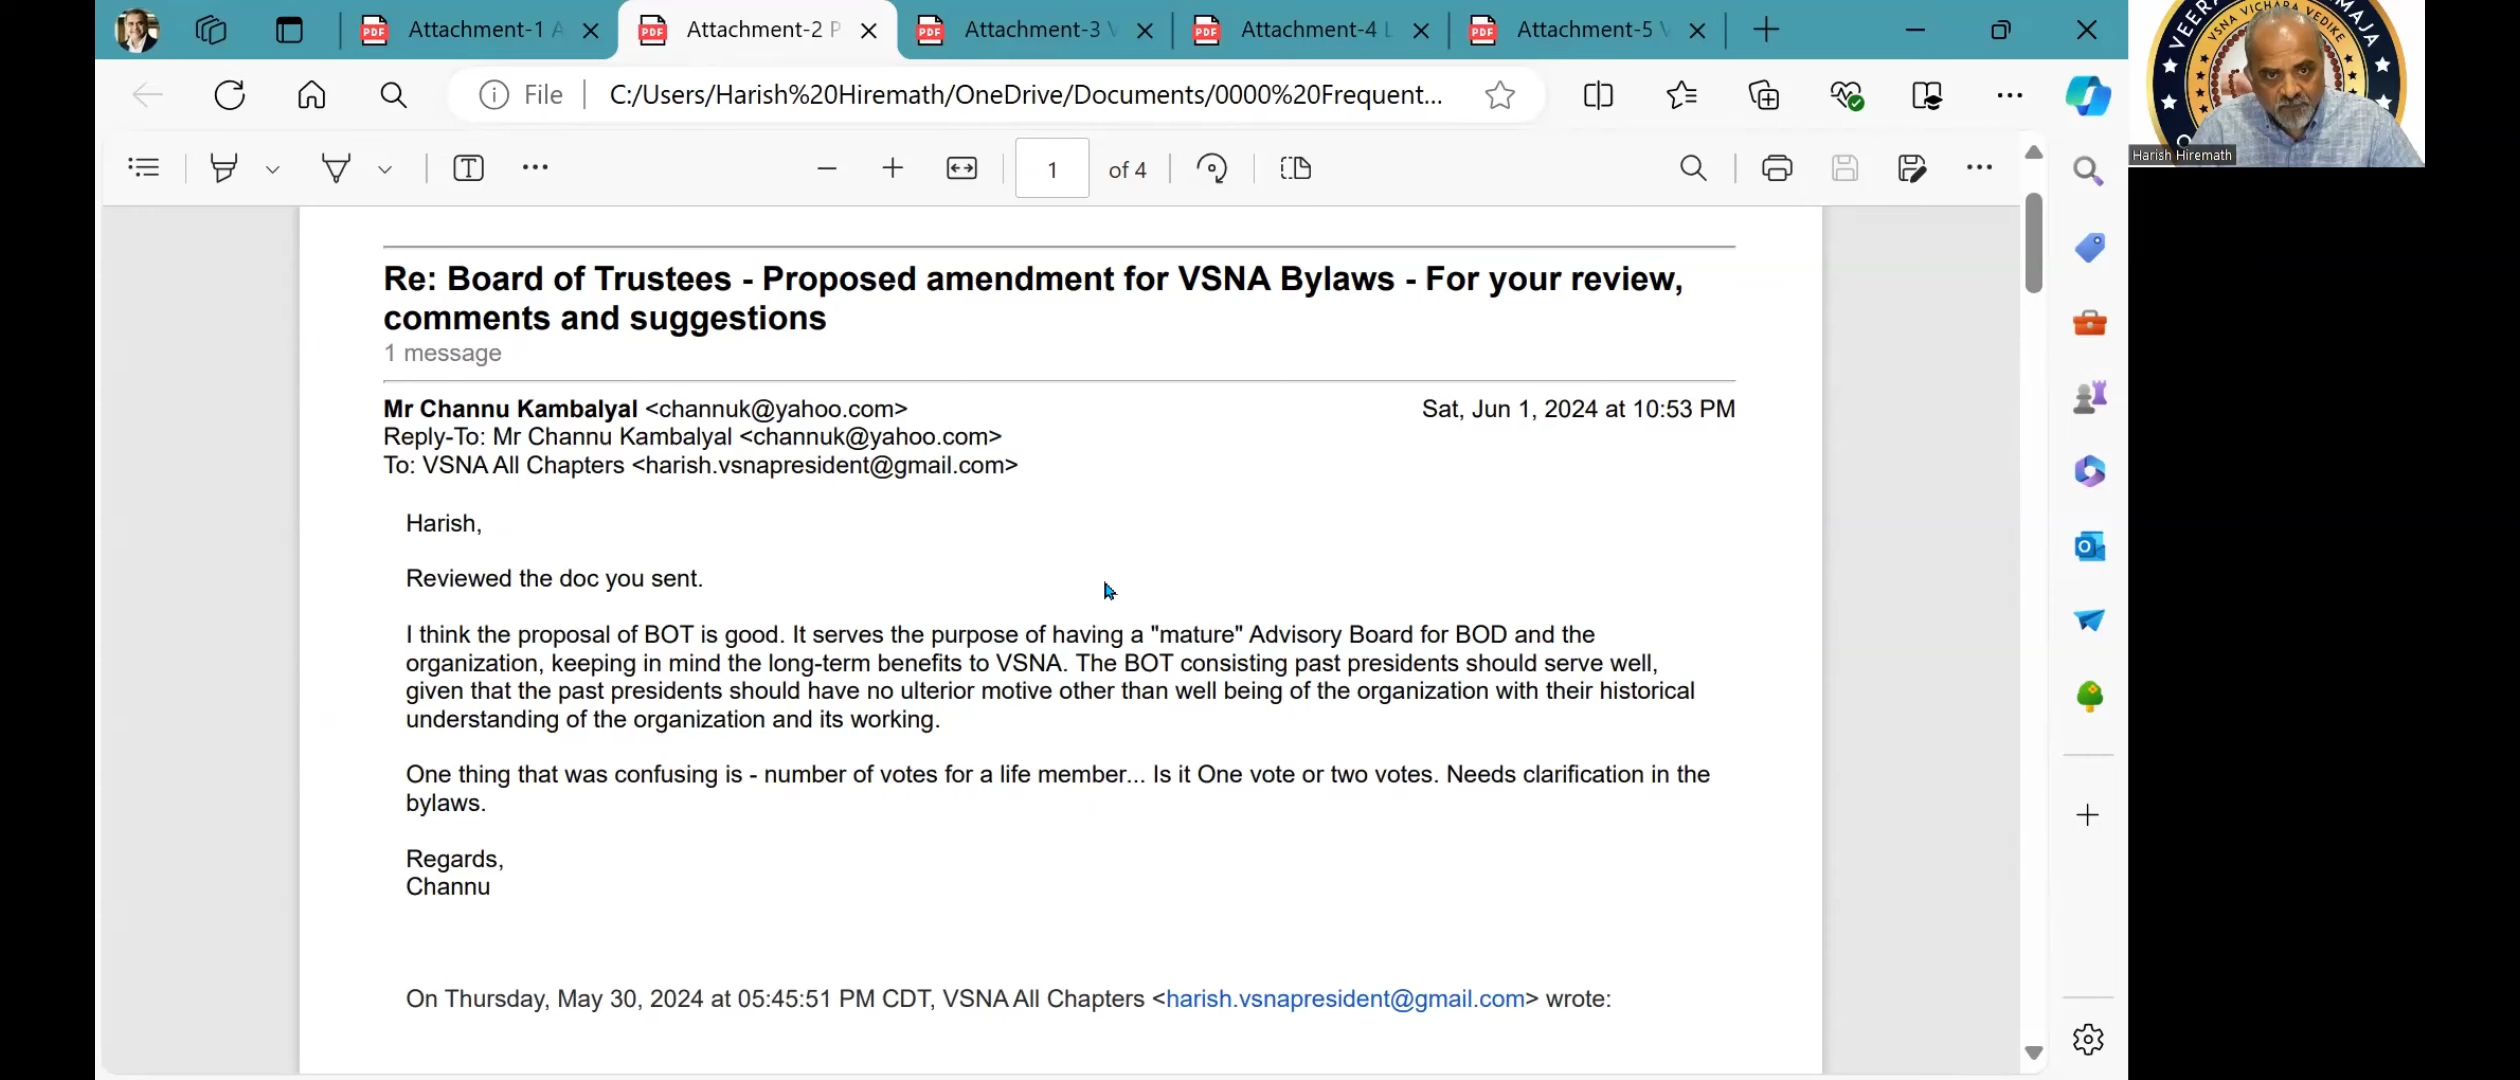 Attachment-1 A
Attachment-2 P
Attachment-3 V
Attachment-4 L
Attachment-5 V
File
C:/Users/Harish%20Hiremath/OneDrive/Documents/0000%20Frequent...
1 of 4
Re: Board of Trustees - Proposed amendment for VSNA Bylaws - For your review,
comments and suggestions
1 message
Mr Channu Kambalyal <channuk@yahoo.com>
Sat, Jun 1, 2024 at 10:53 PM
Reply-To: Mr Channu Kambalyal <channuk@yahoo.com>
To: VSNA All Chapters <harish.vsnapresident@gmail.com>
Harish,
Reviewed the doc you sent.
I think the proposal of BOT is good. It serves the purpose of having a "mature" Advisory Board for BOD and the
organization, keeping in mind the long-term benefits to VSNA. The BOT consisting past presidents should serve well,
given that the past presidents should have no ulterior motive other than well being of the organization with their historical
understanding of the organization and its working.
One thing that was confusing is - number of votes for a life member... Is it One vote or two votes. Needs clarification in the
bylaws.
Regards,
Channu
On Thursday, May 30, 2024 at 05:45:51 PM CDT, VSNA All Chapters <harish.vsnapresident@gmail.com> wrote:
VSNA VICHARA VEDIKE
Harish Hiremath